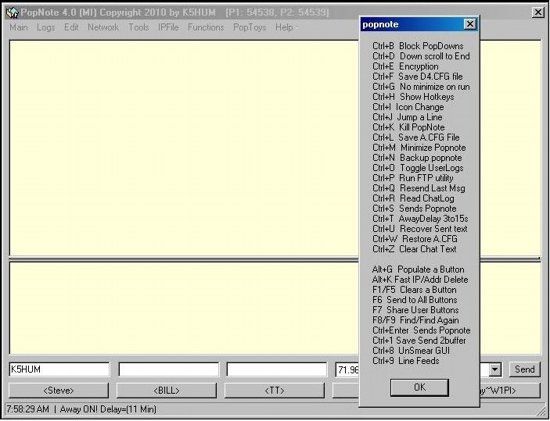 PopNote 4.0 (MI) Copyright 2010 by K5HUM [P1: 54538, P2: 54539]
Main Logs Edit Network Tools IPFile Functions PopToys Help
popnote
Ctrl+B Block PopDowns
Ctrl+D Down scroll to End
Ctrl+E Encryption
Ctrl+F Save D4.CFG file
Ctrl+G No minimize on run
Ctrl+H Show Hotkeys
Ctrl+I Icon Change
Ctrl+J Jump a Line
Ctrl+K Kill PopNote
Ctrl+L Save A.CFG File
Ctrl+M Minimize Popnote
Ctrl+N Backup popnote
Ctrl+O Toggle UserLogs
Ctrl+P Run FTP utility
Ctrl+Q Resend Last Msg
Ctrl+R Read ChatLog
Ctrl+S Sends Popnote
Ctrl+T AwayDelay 3to15s
Ctrl+U Recover Sent text
Ctrl+W Restore A.CFG
Ctrl+Z Clear Chat Text
Alt+G Populate a Button
Alt+K Fast IP/Addr Delete
F1/F5 Clears a Button
F6 Send to All Buttons
F7 Share User Buttons
F8/F9 Find/Find Again
Ctrl+Enter Sends Popnote
Ctrl+1 Save Send 2buffer
Ctrl+8 UnSmear GUI
Ctrl+9 Line Feeds
OK
K5HUM 71.96 Send
<Steve> <BILL> <TT> ay~W1PI>
7:58:29 AM | Away ON! Delay=(11 Min)